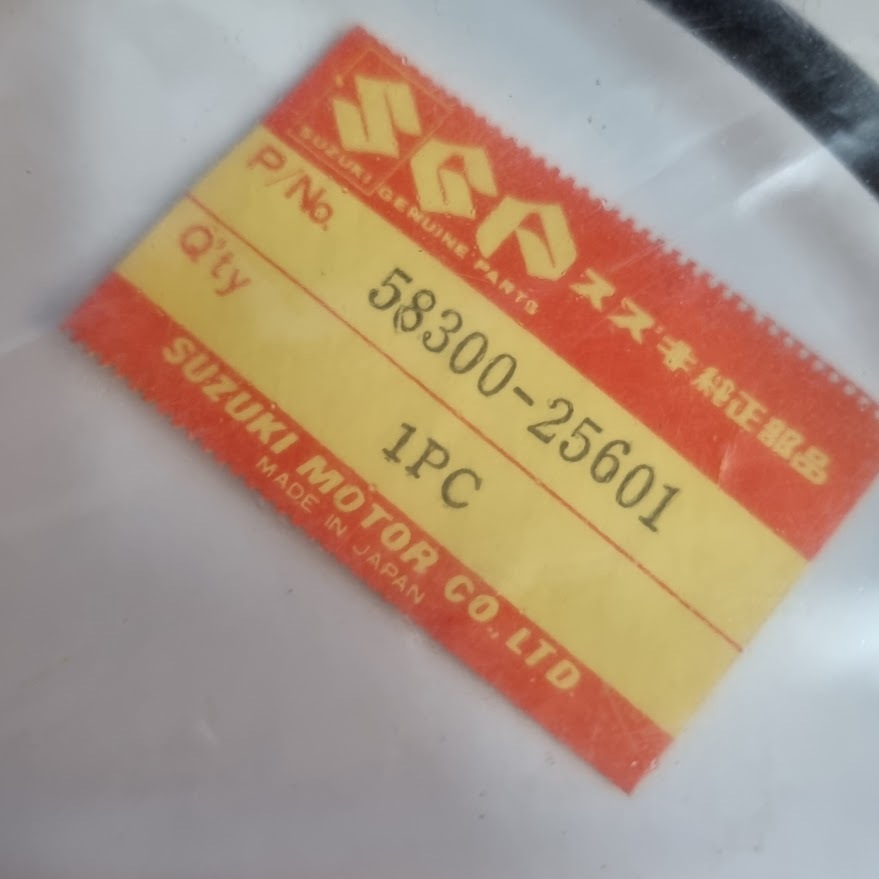 SGP スズキ純正部品
SUZUKI GENUINE PARTS
P/No. 58300-25601
Q'ty 1PC
SUZUKI MOTOR CO., LTD.
MADE IN JAPAN